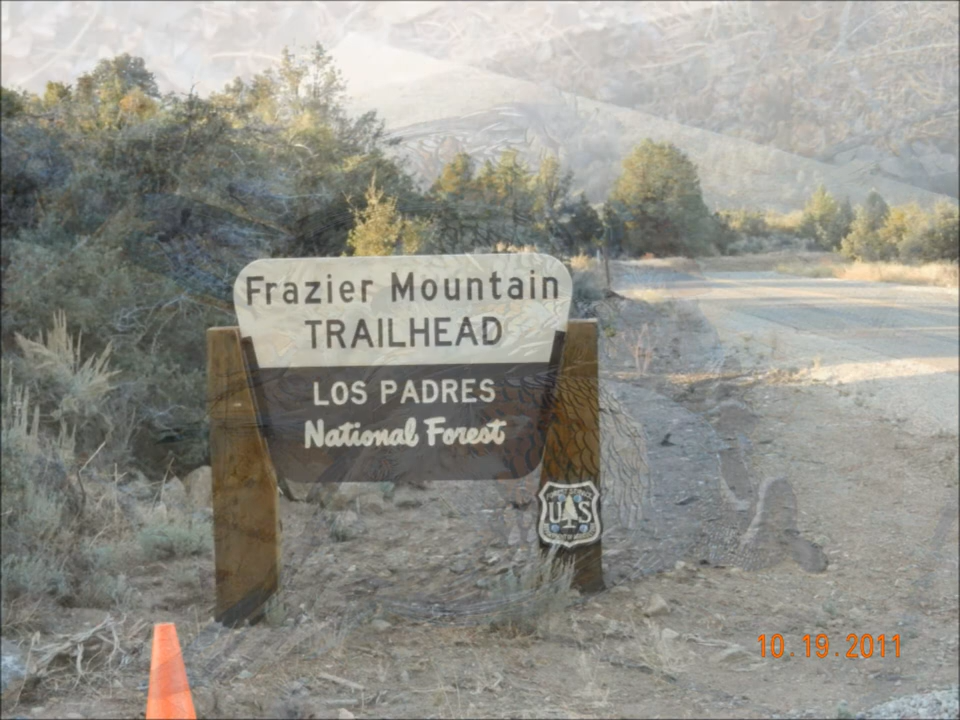 Frazier Mountain
TRAILHEAD
LOS PADRES
National Forest
US
10.19.2011